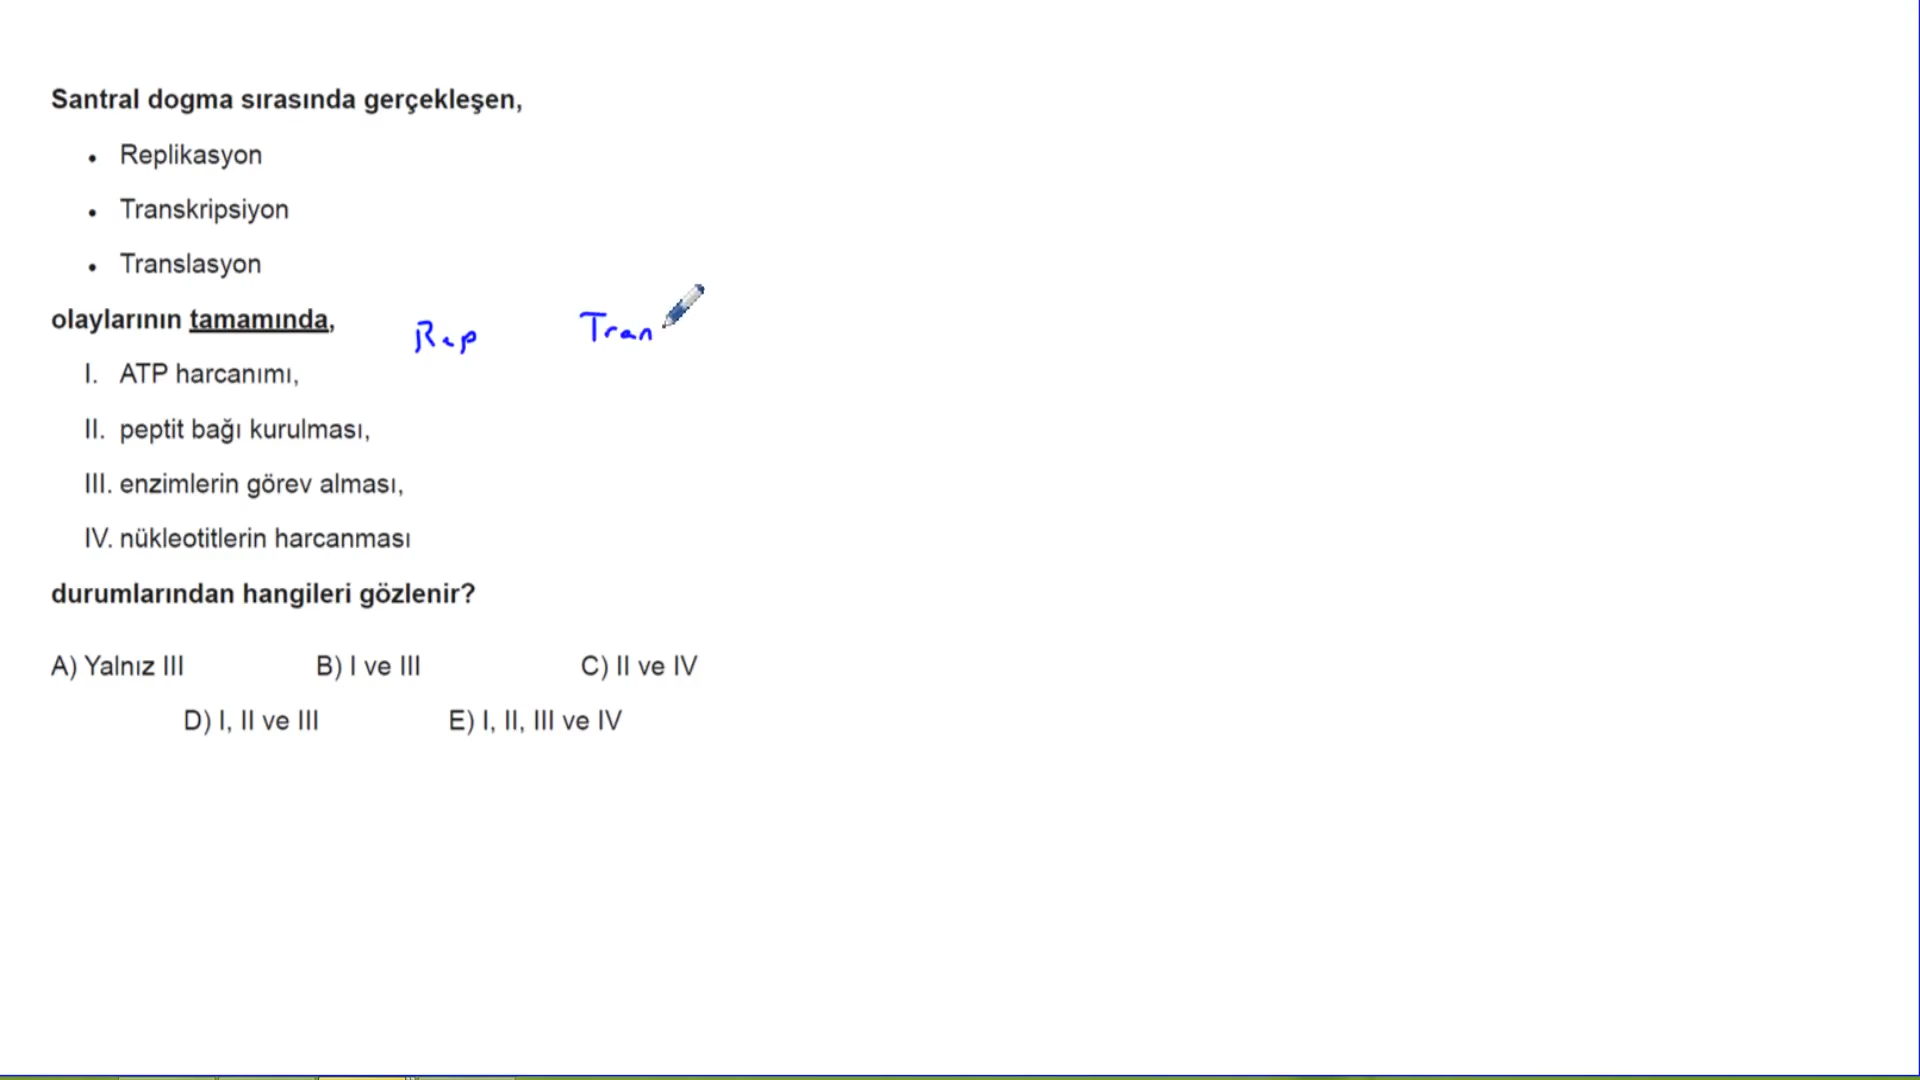 Santral dogma sırasında gerçekleşen,
• Replikasyon
• Transkripsiyon
• Translasyon
olaylarının tamamında,
Rep Tran
I. ATP harcanımı,
II. peptit bağı kurulması,
III. enzimlerin görev alması,
IV. nükleotitlerin harcanması
durumlarından hangileri gözlenir?
A) Yalnız III B) I ve III C) II ve IV
D) I, II ve III E) I, II, III ve IV